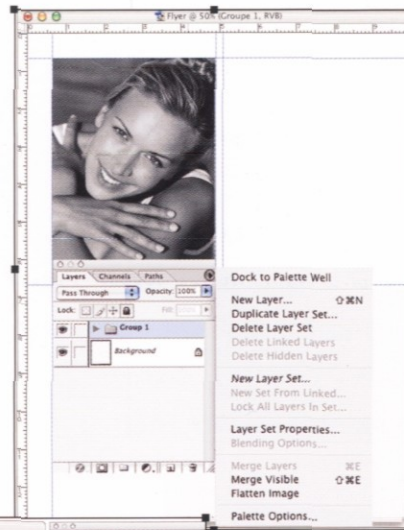 Flyer @ 50% (Groupe 1, RVB)
Layers Channels Paths
Pass Through Opacity: 200%
Lock: Fill:
Group 1
Background
Dock to Palette Well
New Layer... ⇧⌘N
Duplicate Layer Set...
Delete Layer Set
Delete Linked Layers
Delete Hidden Layers
New Layer Set...
New Set From Linked...
Lock All Layers In Set...
Layer Set Properties...
Blending Options...
Merge Layers ⌘E
Merge Visible ⇧⌘E
Flatten Image
Palette Options...